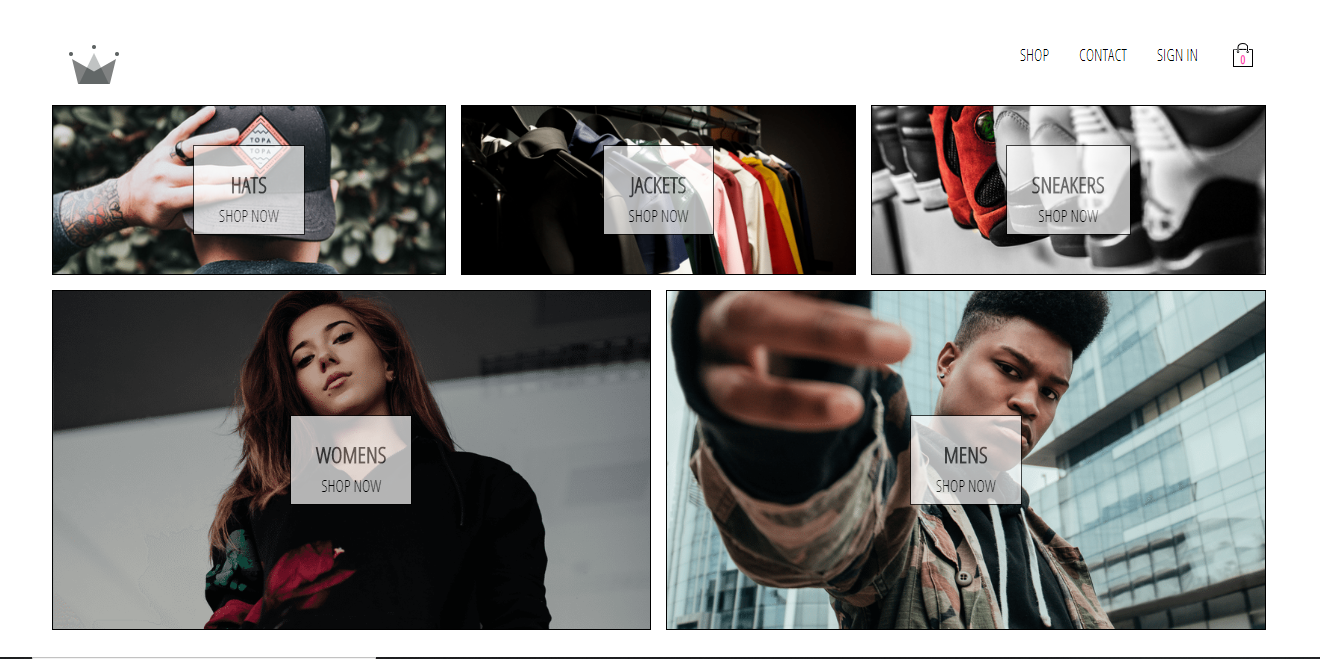 SHOP
CONTACT
SIGN IN
0
TOPA
TOPA
HATS
SHOP NOW
JACKETS
SHOP NOW
SNEAKERS
SHOP NOW
WOMENS
SHOP NOW
MENS
SHOP NOW